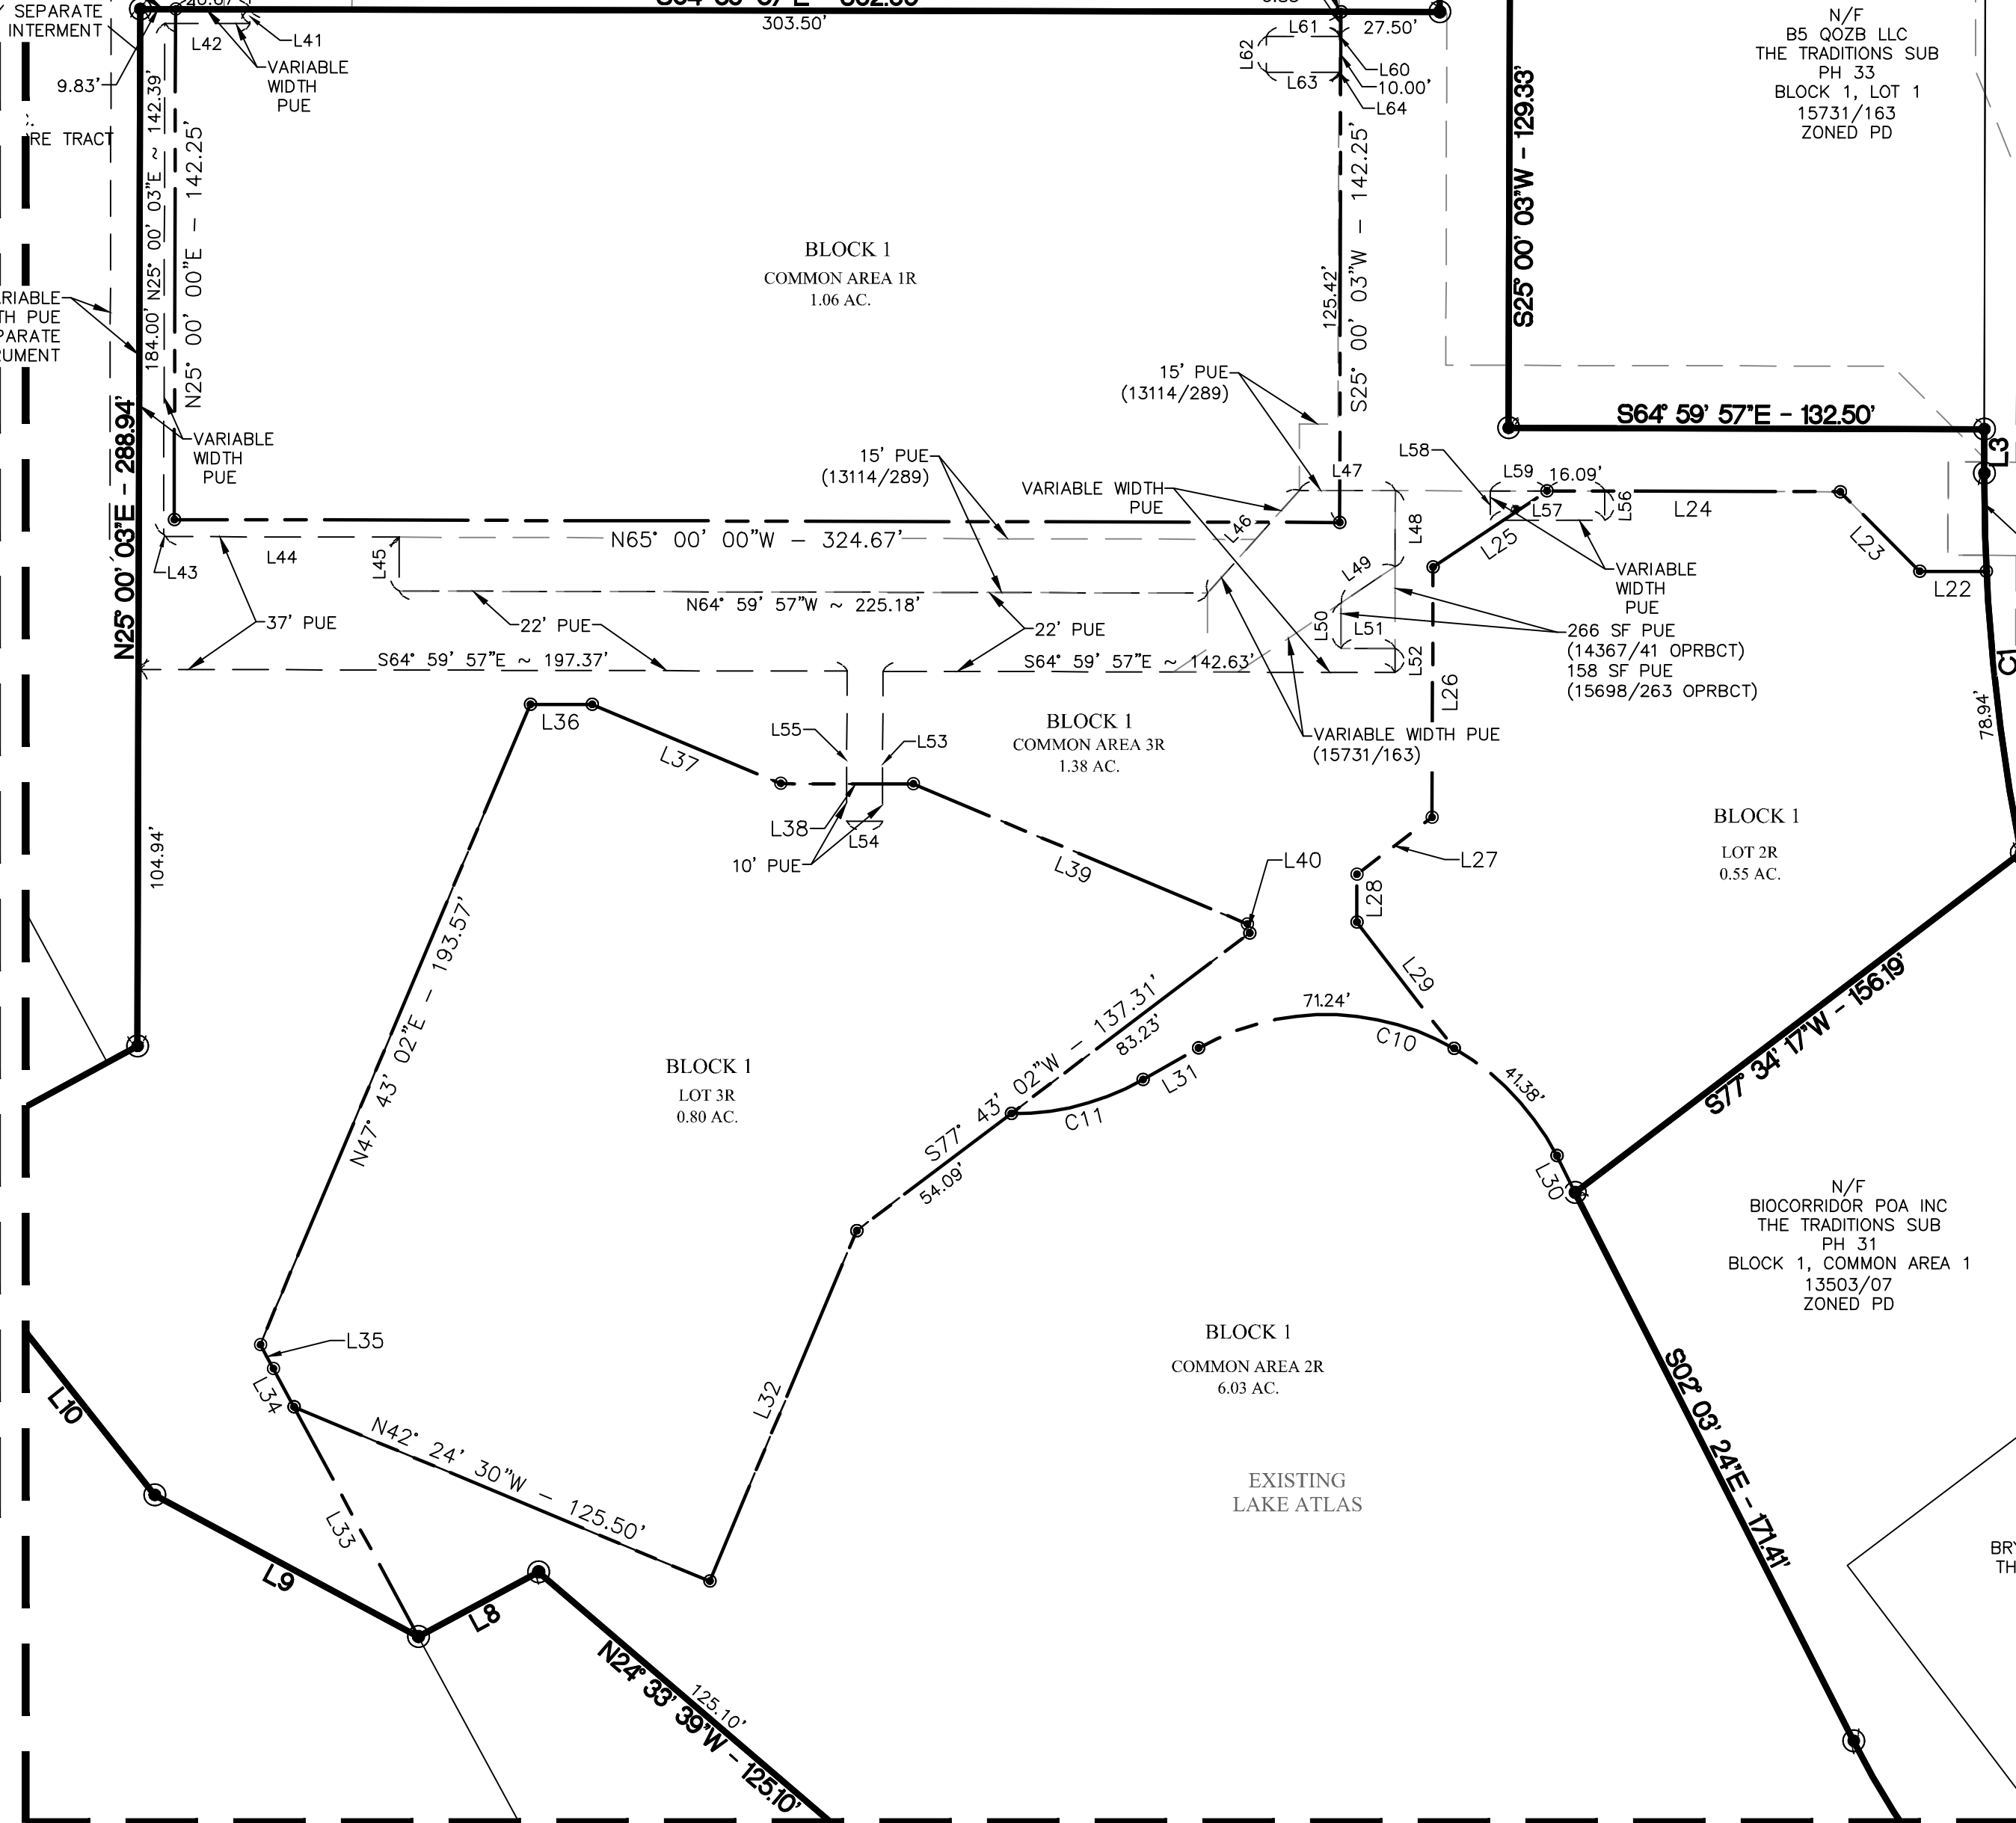 SEPARATE
INTERMENT
L42
L41
9.83'
VARIABLE
WIDTH
PUE
303.50'
L61
27.50'
L62
L60
10.00'
L63
L64
RE TRACT
184.00'
N25° 00' 03"E ~ 142.39'
N25° 00' 00"E - 142.25'
BLOCK 1
COMMON AREA 1R
1.06 AC.
125.42'
S25° 00' 03"W - 142.25'
S25° 00' 03"W - 129.33'
N/F
B5 QOZB LLC
THE TRADITIONS SUB
PH 33
BLOCK 1, LOT 1
15731/163
ZONED PD
RIABLE
TH PUE
PARATE
RUMENT
N25° 00' 03"E - 288.94'
VARIABLE
WIDTH
PUE
15' PUE
(13114/289)
15' PUE
(13114/289)
VARIABLE WIDTH
PUE
S64° 59' 57"E - 132.50'
L3
L58
L59
16.09'
L47
L57
L56
L24
L48
L46
L25
L23
L22
N65° 00' 00"W - 324.67'
L43
L44
L45
L49
N64° 59' 57"W ~ 225.18'
37' PUE
22' PUE
22' PUE
L50
L51
L52
VARIABLE
WIDTH
PUE
266 SF PUE
(14367/41 OPRBCT)
158 SF PUE
(15698/263 OPRBCT)
S64° 59' 57"E ~ 197.37'
S64° 59' 57"E ~ 142.63'
C1
78.94'
L26
L36
L37
L55
L53
BLOCK 1
COMMON AREA 3R
1.38 AC.
VARIABLE WIDTH PUE
(15731/163)
L38
L54
10' PUE
L39
L40
L27
L28
BLOCK 1
LOT 2R
0.55 AC.
104.94'
N47° 43' 02"E - 193.57'
L29
71.24'
C10
S77° 43' 02"W - 137.31'
83.23'
54.09'
L31
C11
41.38'
L30
S77° 34' 17"W - 156.19'
BLOCK 1
LOT 3R
0.80 AC.
N/F
BIOCORRIDOR POA INC
THE TRADITIONS SUB
PH 31
BLOCK 1, COMMON AREA 1
13503/07
ZONED PD
L35
L34
L10
L32
N42° 24' 30"W - 125.50'
BLOCK 1
COMMON AREA 2R
6.03 AC.
S02° 03' 24"E - 171.41'
EXISTING
LAKE ATLAS
L33
L9
L8
BRY
TH
N24° 33' 39"W - 125.10'
125.10'